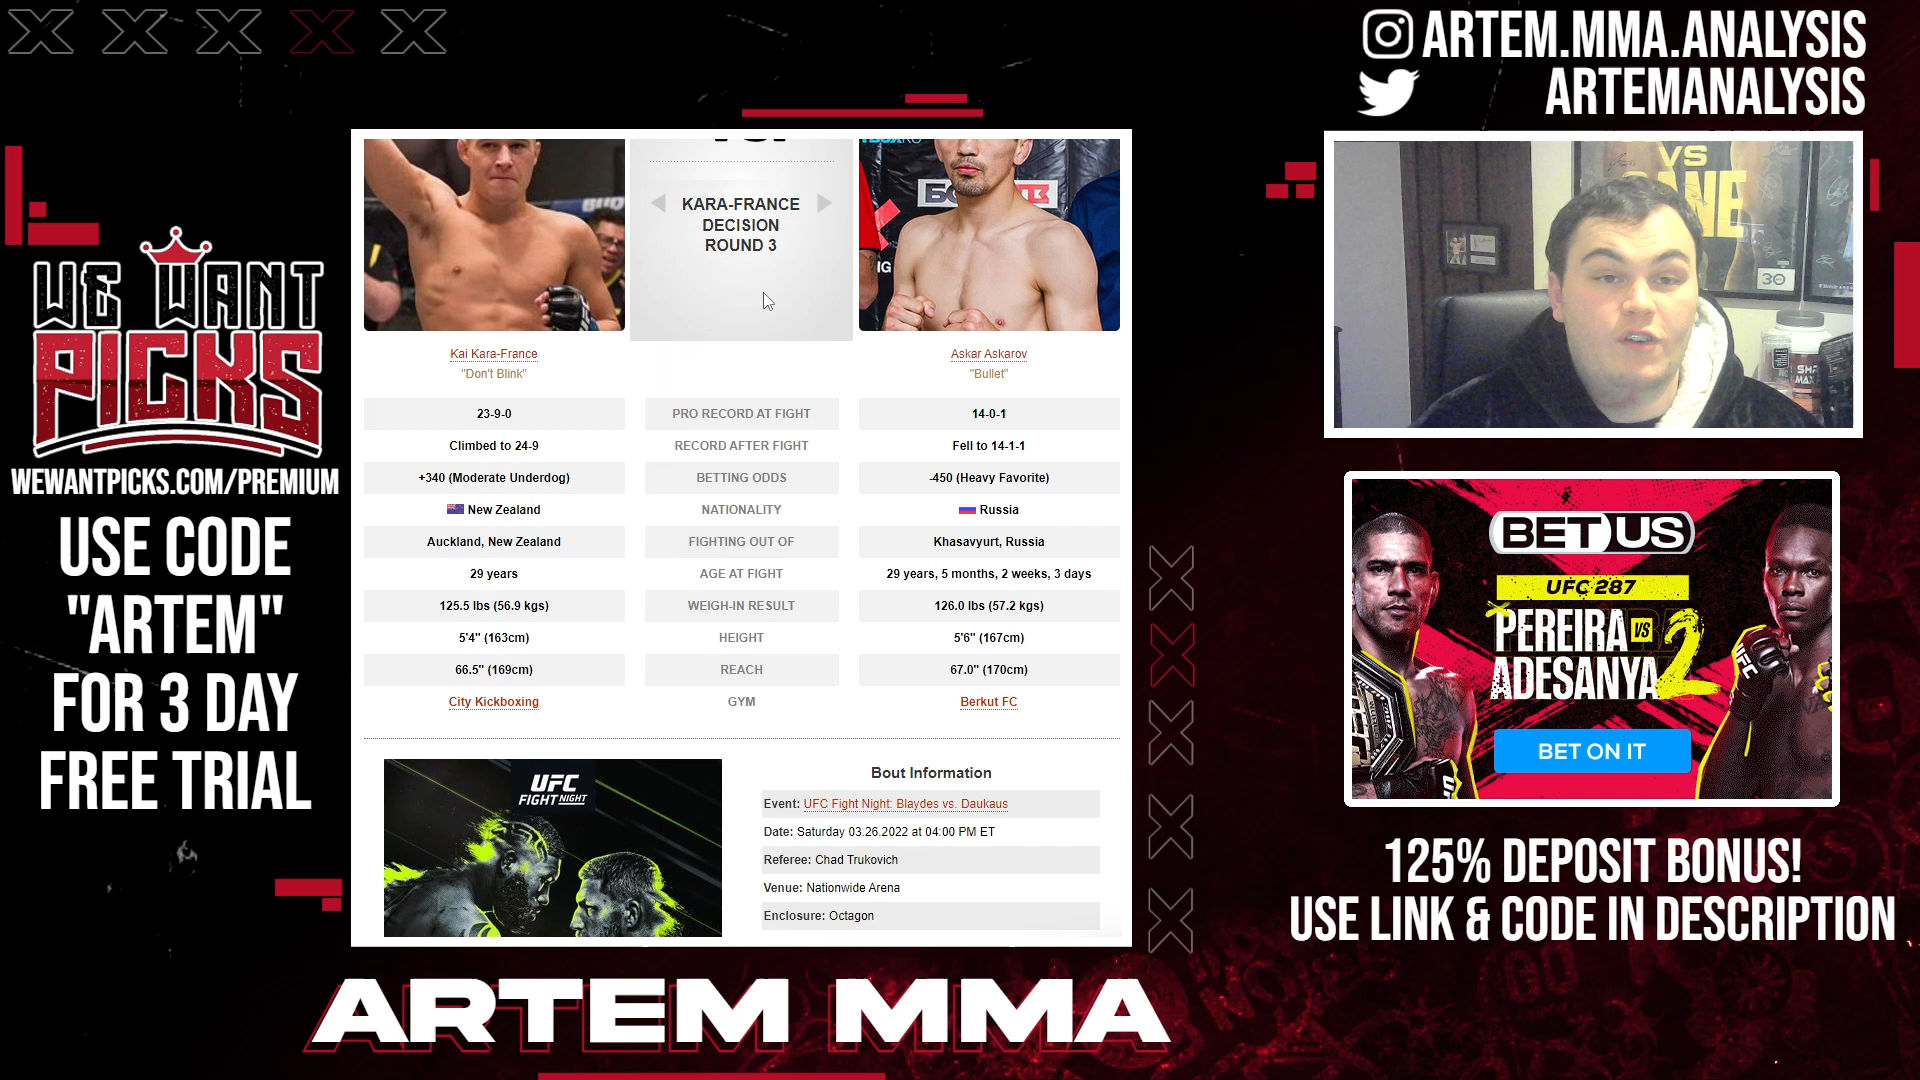 ARTEM.MMA.ANALYSIS
ARTEMANALYSIS
WE WANT
PICKS
WEWANTPICKS.COM/PREMIUM
USE CODE
"ARTEM"
FOR 3 DAY
FREE TRIAL
KARA-FRANCE
DECISION
ROUND 3
Kai Kara-France
"Don't Blink"
Askar Askarov
"Bullet"
23-9-0 PRO RECORD AT FIGHT 14-0-1
Climbed to 24-9 RECORD AFTER FIGHT Fell to 14-1-1
+340 (Moderate Underdog) BETTING ODDS -450 (Heavy Favorite)
New Zealand NATIONALITY Russia
Auckland, New Zealand FIGHTING OUT OF Khasavyurt, Russia
29 years AGE AT FIGHT 29 years, 5 months, 2 weeks, 3 days
125.5 lbs (56.9 kgs) WEIGH-IN RESULT 126.0 lbs (57.2 kgs)
5'4" (163cm) HEIGHT 5'6" (167cm)
66.5" (169cm) REACH 67.0" (170cm)
City Kickboxing GYM Berkut FC
UFC
FIGHT NIGHT
Bout Information
Event: UFC Fight Night: Blaydes vs. Daukaus
Date: Saturday 03.26.2022 at 04:00 PM ET
Referee: Chad Trukovich
Venue: Nationwide Arena
Enclosure: Octagon
VS
30
BETUS
UFC 287
PEREIRA VS
ADESANYA 2
UFC
BET ON IT
125% DEPOSIT BONUS!
USE LINK & CODE IN DESCRIPTION
ARTEM MMA